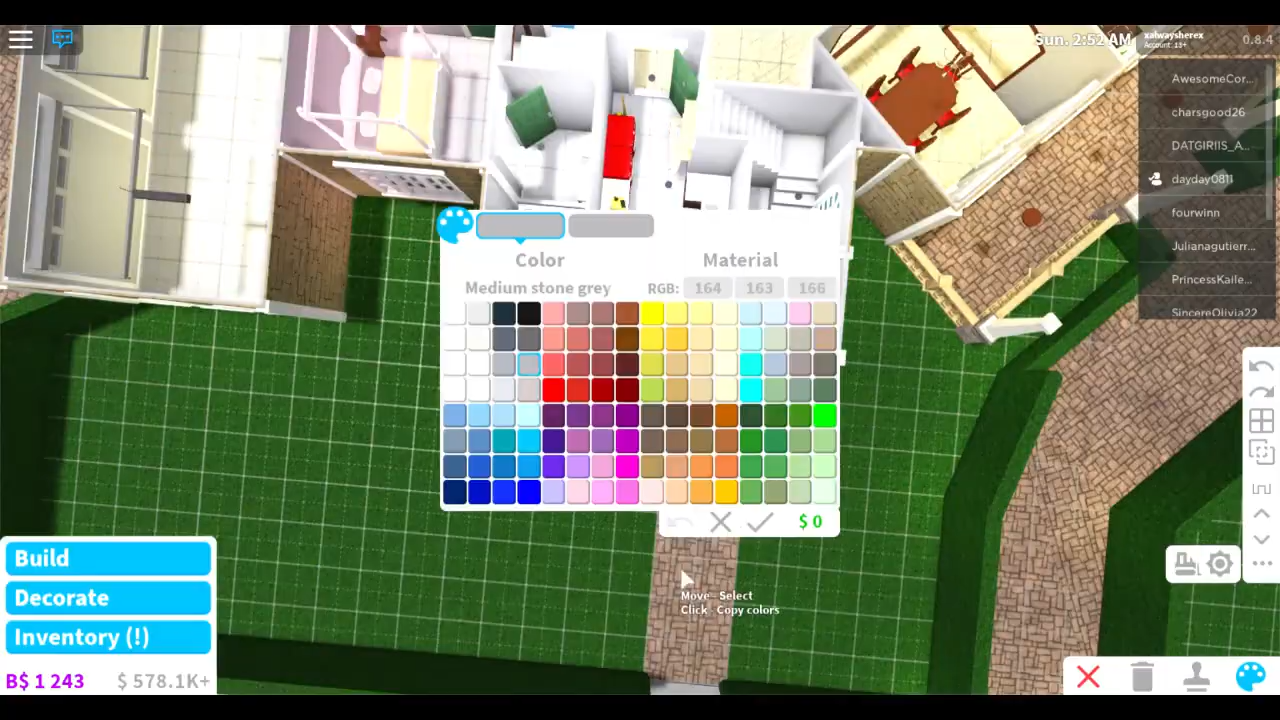 Sun. 2:52 AM
xalwaysherex
Account: 13+
0.8.4
AwesomeCor...
charsgood26
DATGIRIIS_A...
dayday0811
fourwinn
Julianagutierr...
PrincessKaile...
SincereOlivia22
Color
Material
Medium stone grey
RGB: 164 163 166
$ 0
Move - Select
Click - Copy colors
Build
Decorate
Inventory (!)
B$ 1 243
$ 578.1K+